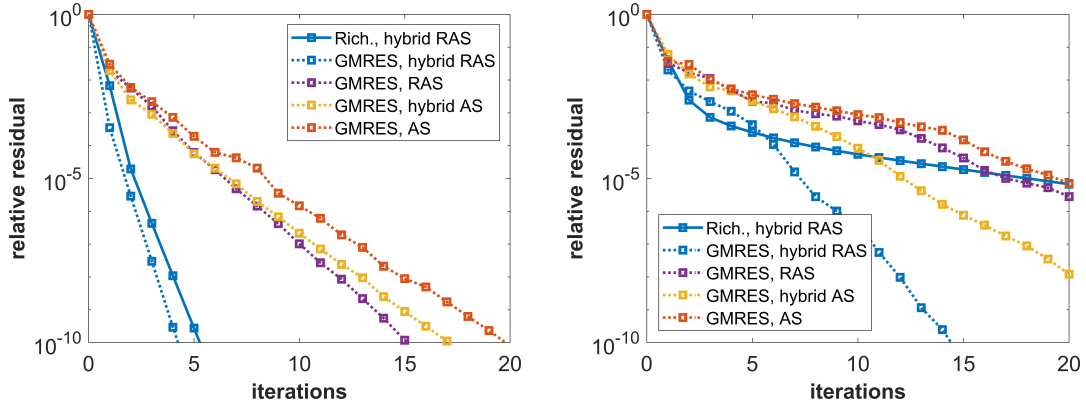 10^0
10^-5
10^-10
relative residual
0 5 10 15 20
iterations
Rich., hybrid RAS
GMRES, hybrid RAS
GMRES, RAS
GMRES, hybrid AS
GMRES, AS
10^0
10^-5
10^-10
relative residual
0 5 10 15 20
iterations
Rich., hybrid RAS
GMRES, hybrid RAS
GMRES, RAS
GMRES, hybrid AS
GMRES, AS